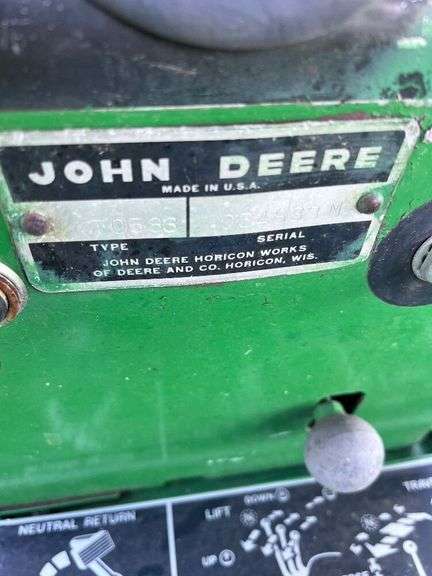 JOHN DEERE
MADE IN U.S.A.
TYPE SERIAL
JOHN DEERE HORICON WORKS
OF DEERE AND CO. HORICON, WIS.
NEUTRAL RETURN
LIFT
DOWN
UP